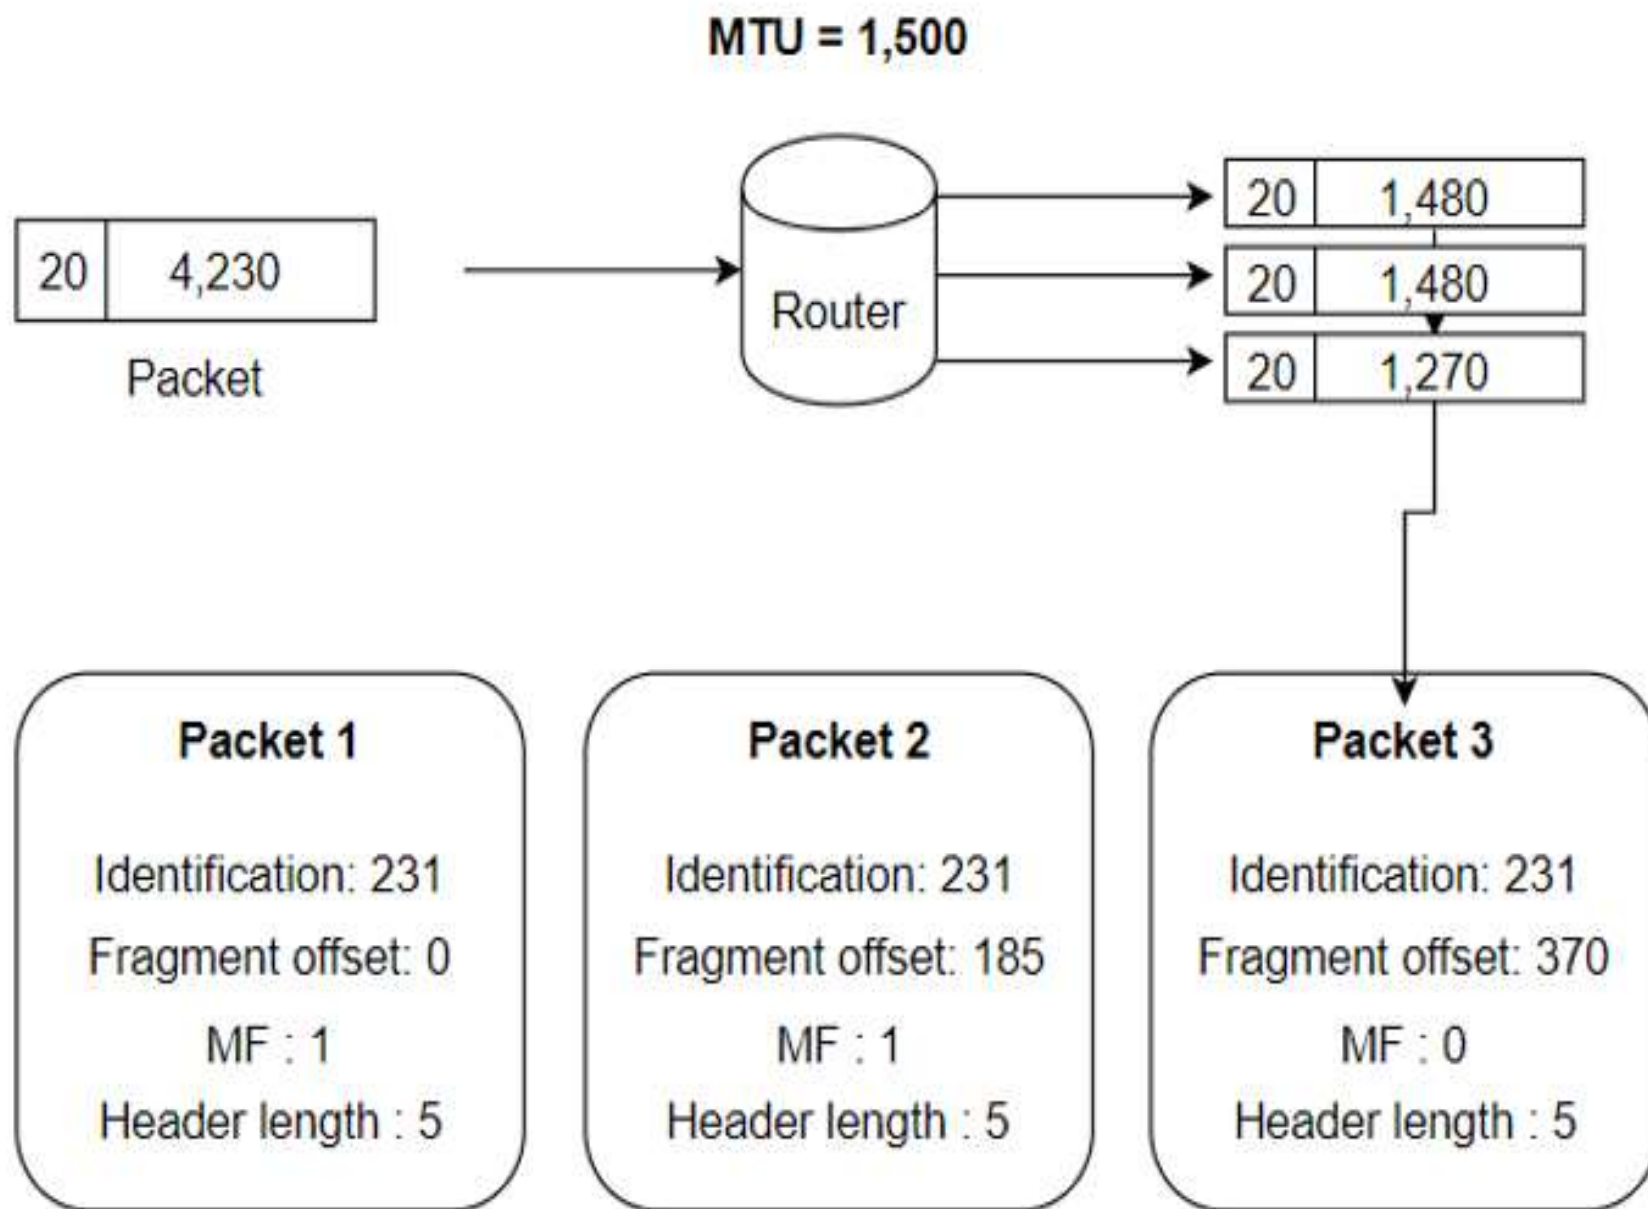 MTU = 1,500
20 4,230
Packet
Router
20 1,480
20 1,480
20 1,270
Packet 1
Identification: 231
Fragment offset: 0
MF : 1
Header length : 5
Packet 2
Identification: 231
Fragment offset: 185
MF : 1
Header length : 5
Packet 3
Identification: 231
Fragment offset: 370
MF : 0
Header length : 5